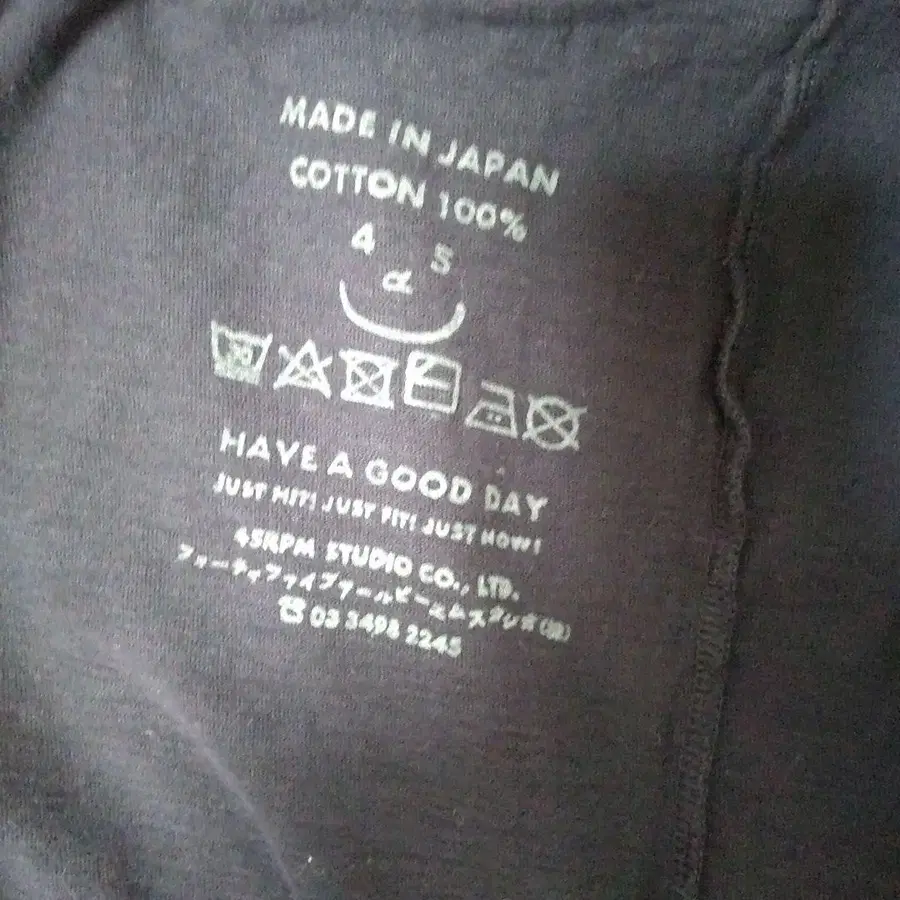 MADE IN JAPAN
COTTON 100%
4 R 5
30
HAVE A GOOD DAY
JUST HIT! JUST FIT! JUST NOW!
45RPM STUDIO CO., LTD.
フォーティファイブアールピーエムスタジオ(株)
☎03 3498 2245